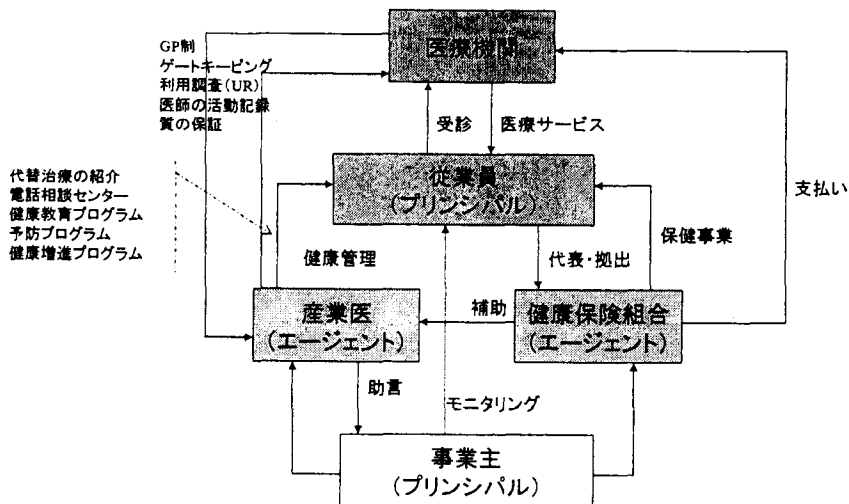 医療機関
GP制
ゲートキーピング
利用調査(UR)
医師の活動記録
質の保証
受診
医療サービス
代替治療の紹介
電話相談センター
健康教育プログラム
予防プログラム
健康増進プログラム
従業員
(プリンシパル)
支払い
保健事業
健康管理
代表・拠出
産業医
(エージェント)
補助
健康保険組合
(エージェント)
助言
モニタリング
事業主
(プリンシパル)